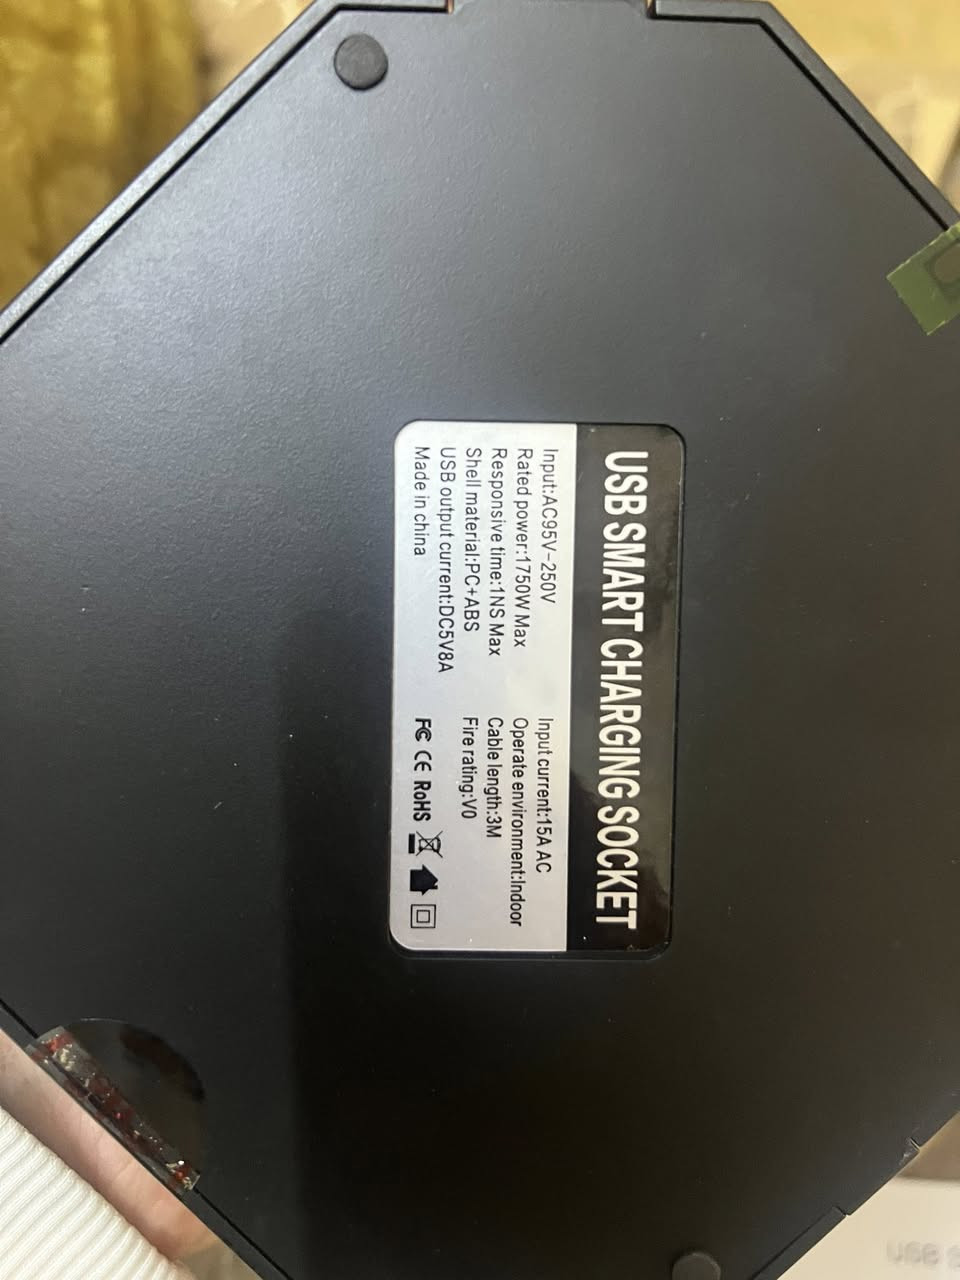 USB SMART CHARGING SOCKET
Input:AC95V-250V
Rated power:1750W Max
Responsive time:1NS Max
Shell material:PC+ABS
USB output current:DC5V8A
Made in china
Input current:15A AC
Operate environment:Indoor
Cable length:3M
Fire rating:V0
FC CE RoHS
USB S